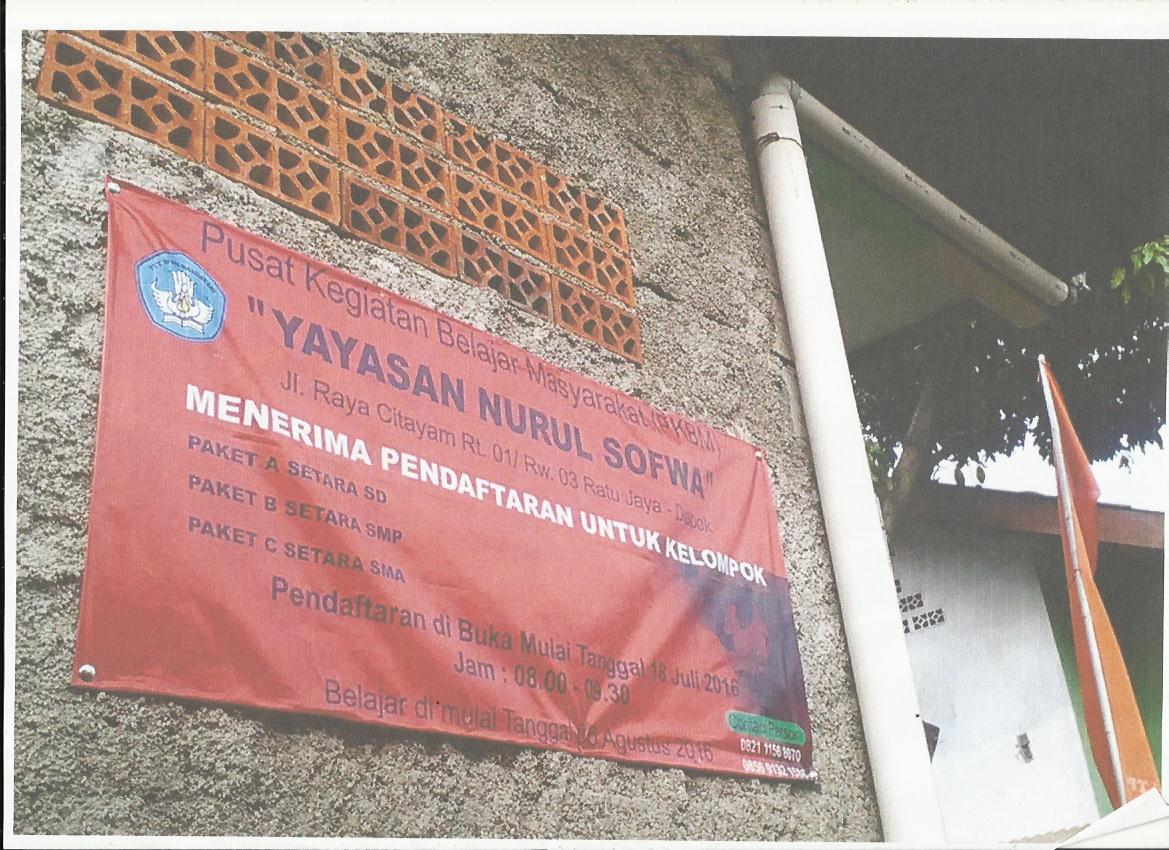 Pusat Kegiatan Belajar Masyarakat (PKBM)
"YAYASAN NURUL SOFWA"
Jl. Raya Citayam Rt. 01/ Rw. 03 Ratu Jaya - Depok
MENERIMA PENDAFTARAN UNTUK KELOMPOK
PAKET A SETARA SD
PAKET B SETARA SMP
PAKET C SETARA SMA
Pendaftaran di Buka Mulai Tanggal 18 Juli 2016
Jam : 08.00 - 09.30
Belajar di mulai Tanggal Agustus 2016
Contact Person
0821 1156
0856 9132